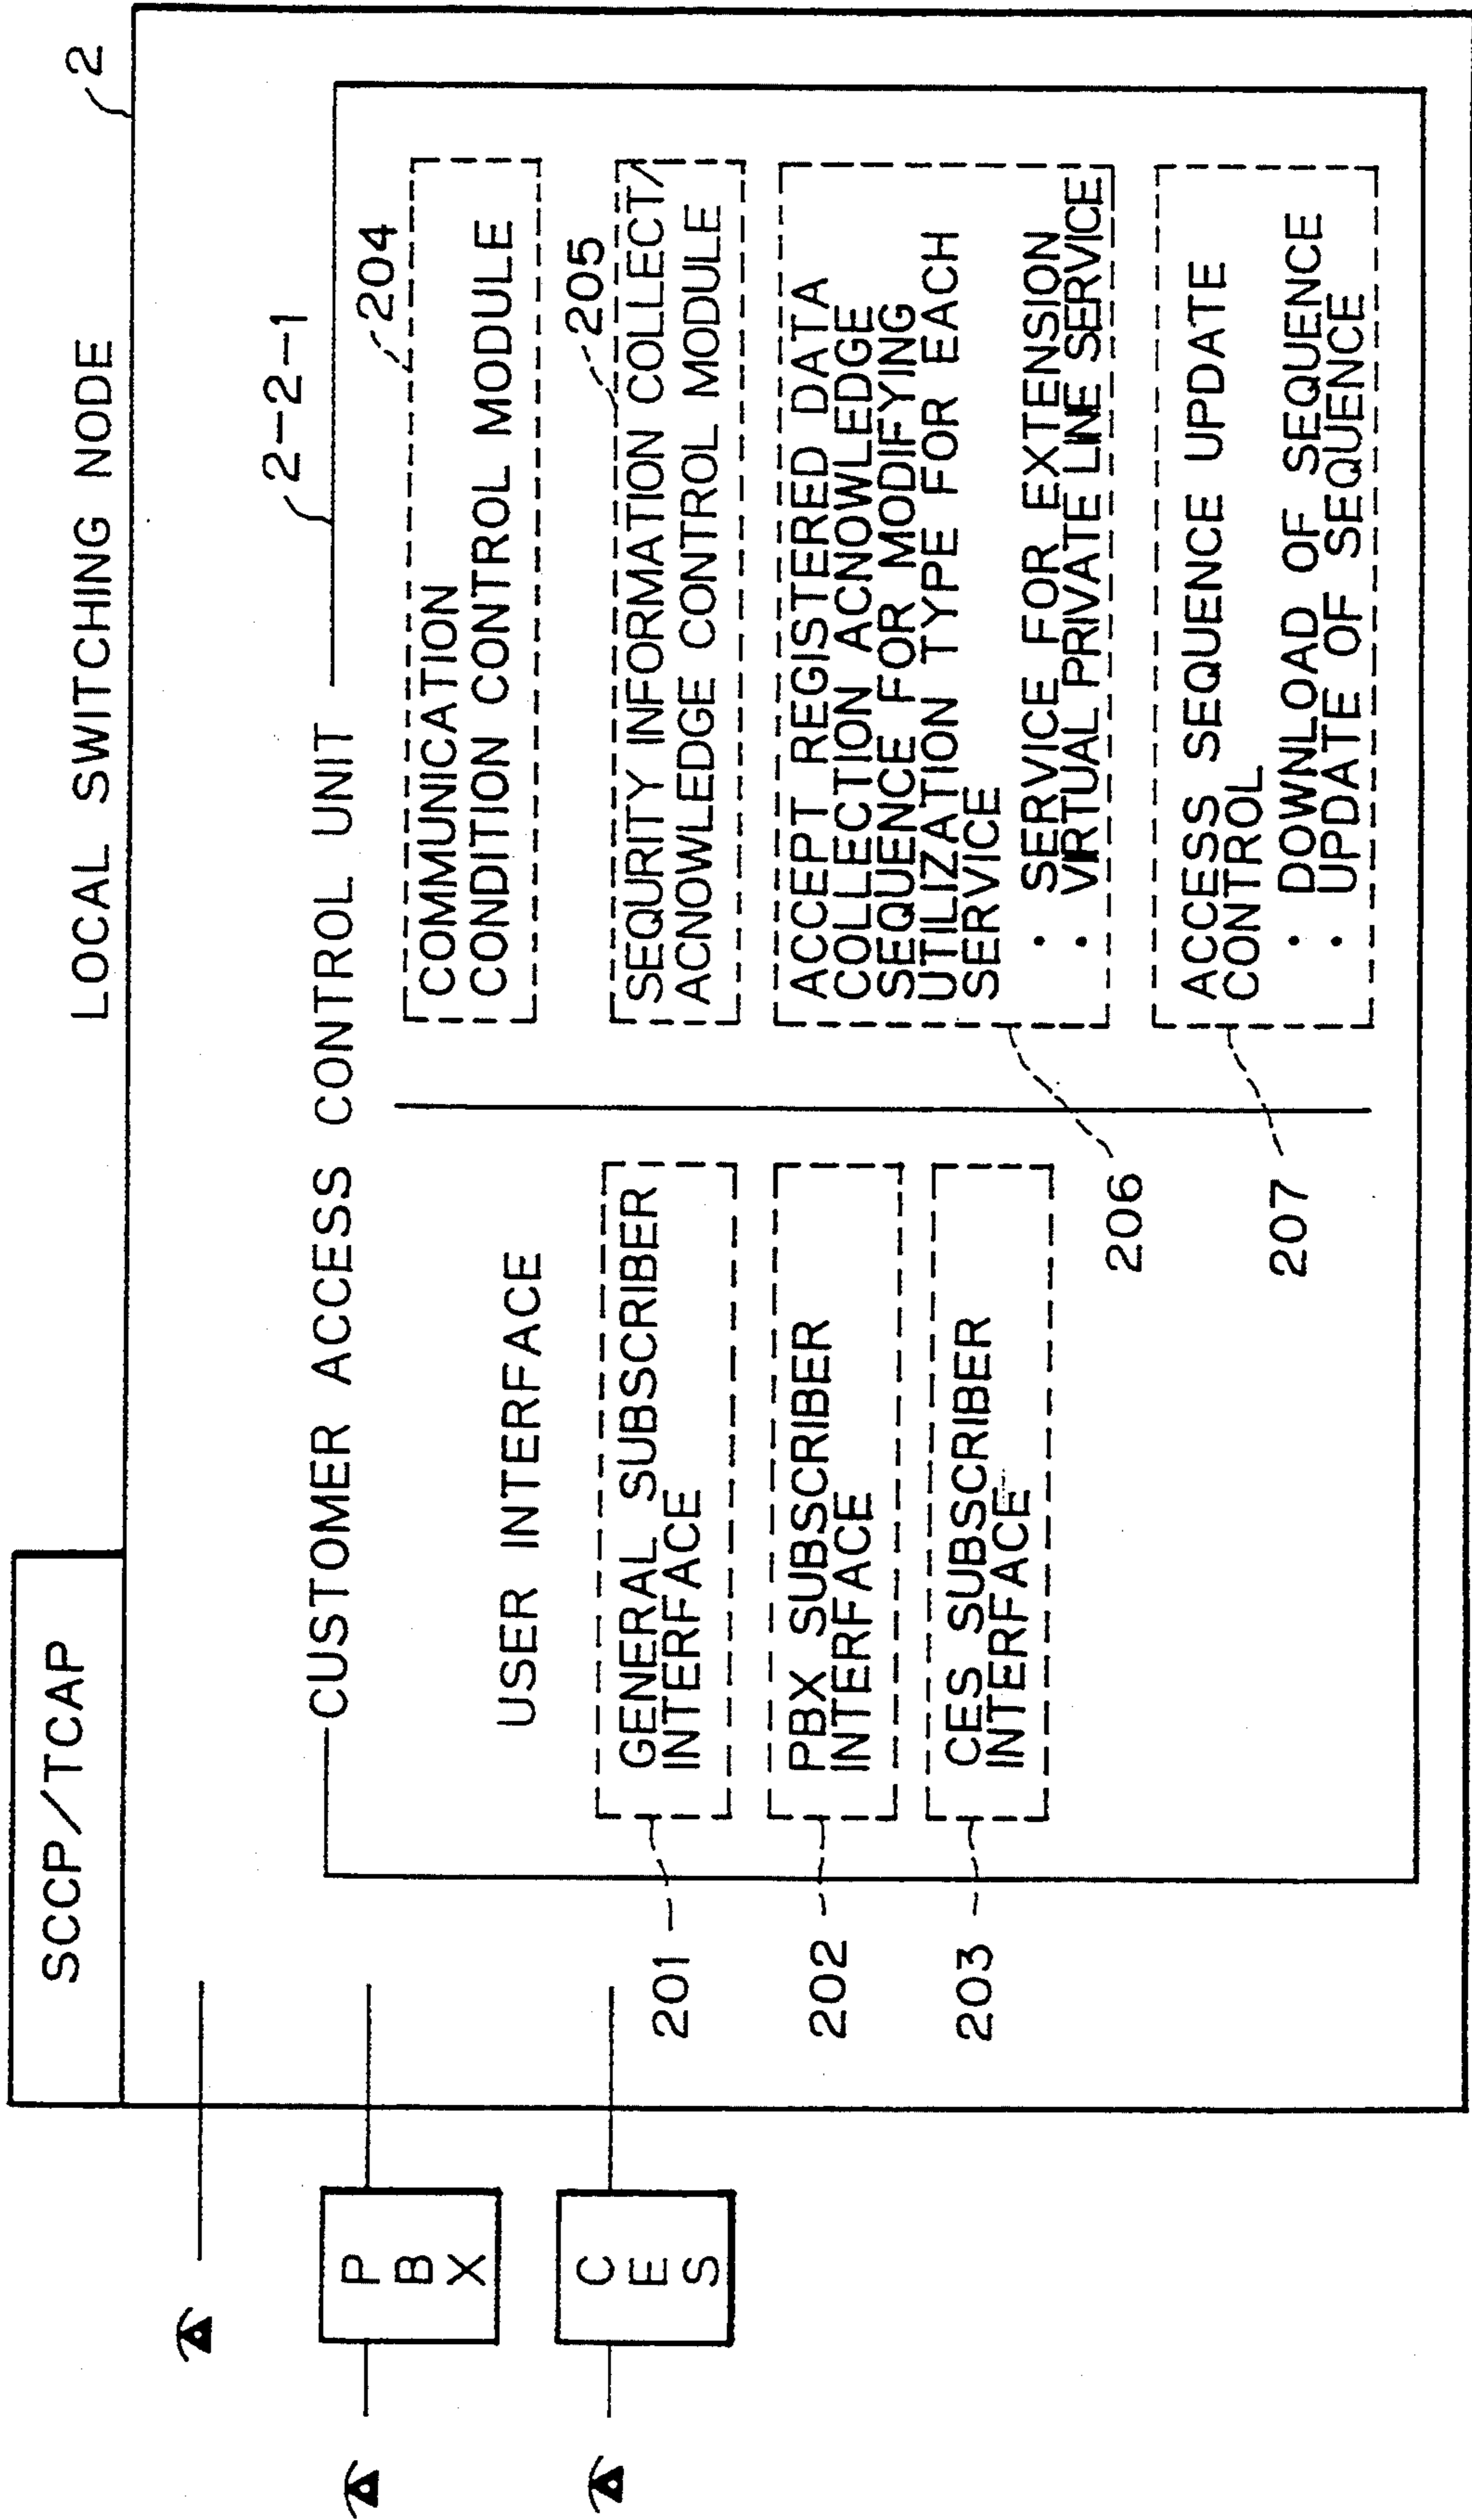 SCCP/TCAP
LOCAL SWITCHING NODE
2
CUSTOMER ACCESS CONTROL UNIT
2-2-1
USER INTERFACE
GENERAL SUBSCRIBER
INTERFACE
PBX SUBSCRIBER
INTERFACE
CES SUBSCRIBER
INTERFACE
201
202
203
COMMUNICATION
CONDITION CONTROL MODULE
204
SEQURITY INFORMATION COLLECT/
ACNOWLEDGE CONTROL MODULE
205
ACCEPT REGISTERED DATA
COLLECTION ACNOWLEDGE
SEQUENCE FOR MODIFYING
UTILIZATION TYPE FOR EACH
SERVICE
• SERVICE FOR EXTENSION
• VIRTUAL PRIVATE LINE SERVICE
206
ACCESS SEQUENCE UPDATE
CONTROL
• DOWNLOAD OF SEQUENCE
• UPDATE OF SEQUENCE
207
PBX
CES